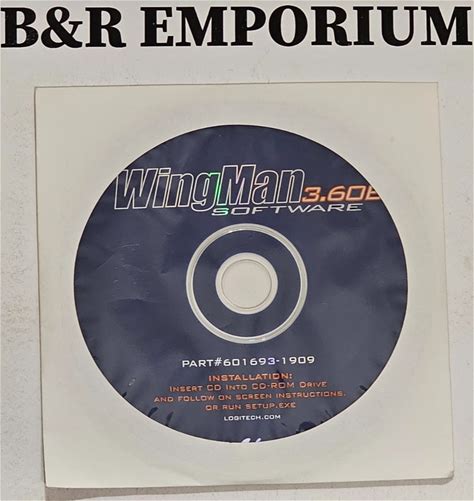 B&R EMPORIUM
WingMan 3.60E
SOFTWARE
PART#601693-1909
INSTALLATION:
INSERT CD INTO CD-ROM DRIVE
AND FOLLOW ON SCREEN INSTRUCTIONS.
OR RUN SETUP.EXE
LOGITECH.COM